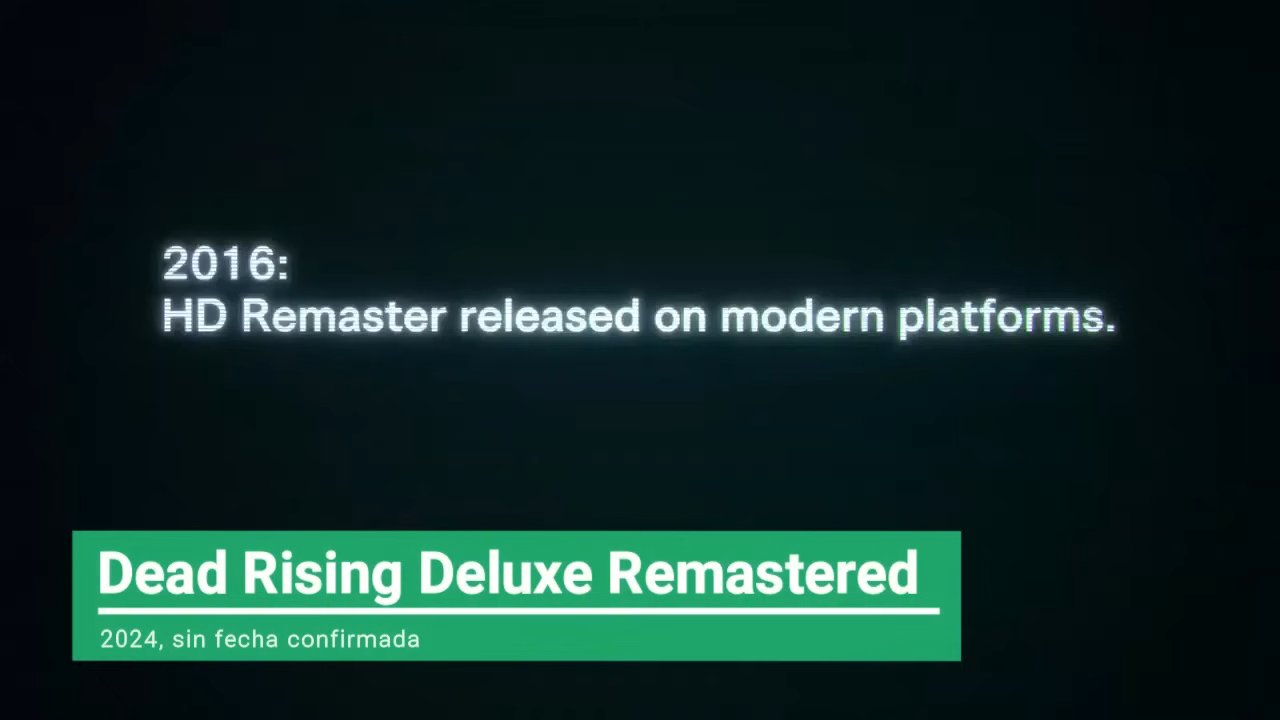 2016:
HD Remaster released on modern platforms.
Dead Rising Deluxe Remastered
2024, sin fecha confirmada